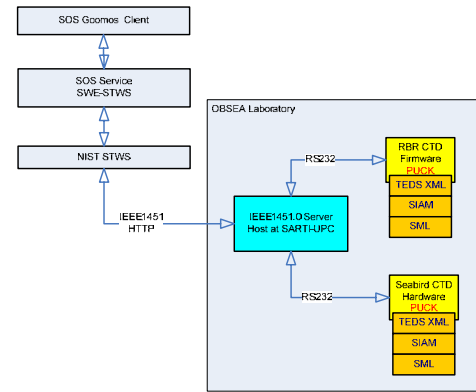 SOS Goomos Client
SOS Service
SWE-STWS
NIST STWS
IEEE1451
HTTP
OBSEA Laboratory
IEEE1451.0 Server
Host at SARTI-UPC
RS232
RBR CTD
Firmware
PUCK
TEDS XML
SIAM
SML
RS232
Seabird CTD
Hardware
PUCK
TEDS XML
SIAM
SML